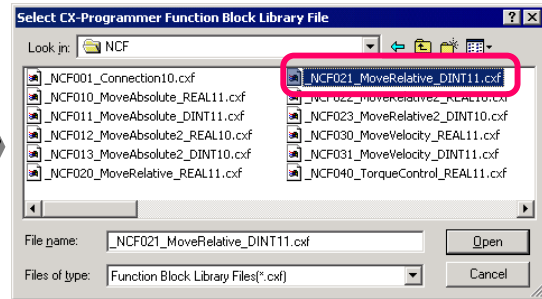 Select CX-Programmer Function Block Library File
Look in: NCF
_NCF001_Connection10.cxf
_NCF010_MoveAbsolute_REAL11.cxf
_NCF011_MoveAbsolute_DINT11.cxf
_NCF012_MoveAbsolute2_REAL10.cxf
_NCF013_MoveAbsolute2_DINT10.cxf
_NCF020_MoveRelative_REAL11.cxf
_NCF021_MoveRelative_DINT11.cxf
_NCF022_MoveRelative2_REAL10.cxf
_NCF023_MoveRelative2_DINT10.cxf
_NCF030_MoveVelocity_REAL11.cxf
_NCF031_MoveVelocity_DINT11.cxf
_NCF040_TorqueControl_REAL11.cxf
File name: _NCF021_MoveRelative_DINT11.cxf Open
Files of type: Function Block Library Files(*.cxf) Cancel